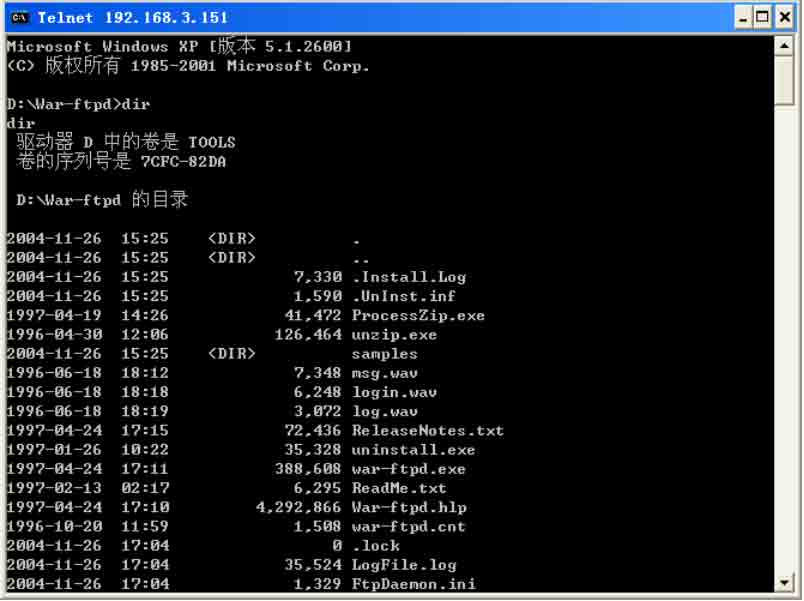 Telnet 192.168.3.151
Microsoft Windows XP [版本 5.1.2600]
(C) 版权所有 1985-2001 Microsoft Corp.
D:\War-ftpd>dir
dir
驱动器 D 中的卷是 TOOLS
卷的序列号是 7CFC-82DA
D:\War-ftpd 的目录
2004-11-26 15:25 <DIR> .
2004-11-26 15:25 <DIR> ..
2004-11-26 15:25 7,330 .Install.Log
2004-11-26 15:25 1,590 .UnInst.inf
1997-04-19 14:26 41,472 ProcessZip.exe
1996-04-30 12:06 126,464 unzip.exe
2004-11-26 15:25 <DIR> samples
1996-06-18 18:12 7,348 msg.wav
1996-06-18 18:18 6,248 login.wav
1996-06-18 18:19 3,072 log.wav
1997-04-24 17:15 72,436 ReleaseNotes.txt
1997-01-26 10:22 35,328 uninstall.exe
1997-04-24 17:11 388,608 war-ftpd.exe
1997-02-13 02:17 6,295 ReadMe.txt
1997-04-24 17:10 4,292,866 War-ftpd.hlp
1996-10-20 11:59 1,508 war-ftpd.cnt
2004-11-26 17:04 0 .lock
2004-11-26 17:04 35,524 LogFile.log
2004-11-26 17:04 1,329 FtpDaemon.ini